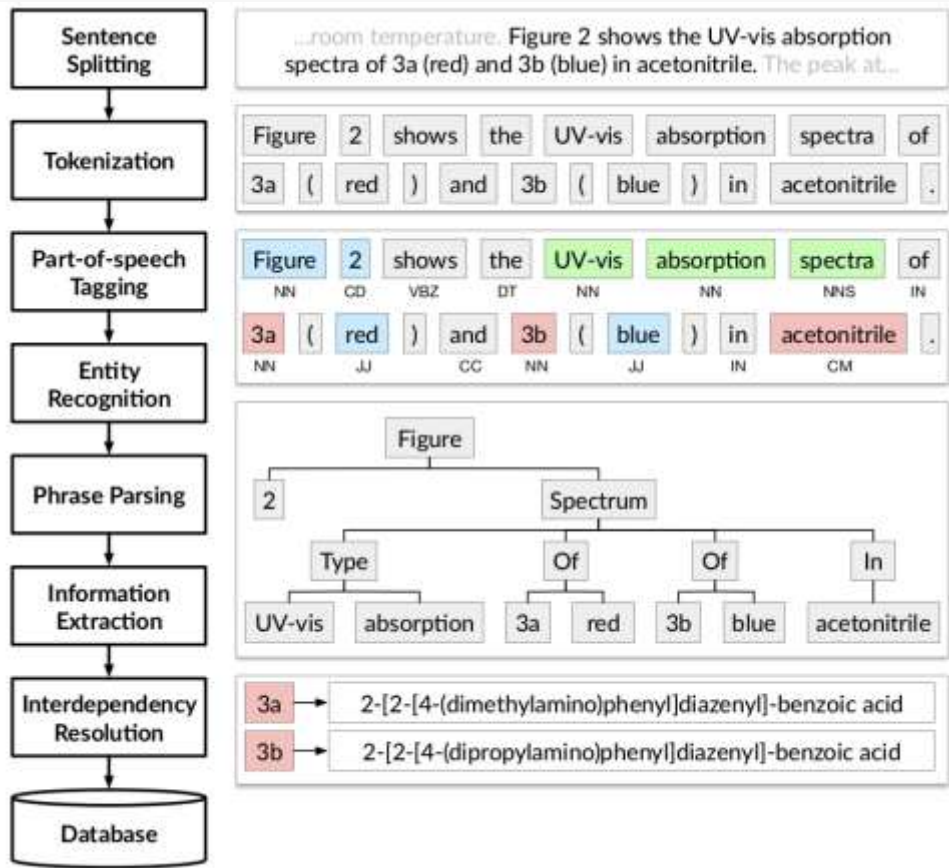 Sentence
Splitting
...room temperature. Figure 2 shows the UV-vis absorption
spectra of 3a (red) and 3b (blue) in acetonitrile. The peak at...
Tokenization
Figure 2 shows the UV-vis absorption spectra of
3a ( red ) and 3b ( blue ) in acetonitrile .
Part-of-speech
Tagging
Figure 2 shows the UV-vis absorption spectra of
NN CD VBZ DT NN NN NNS IN
3a ( red ) and 3b ( blue ) in acetonitrile .
NN JJ CC NN JJ IN CM
Entity
Recognition
Phrase Parsing
Figure
2 Spectrum
Type Of Of In
UV-vis absorption 3a red 3b blue acetonitrile
Information
Extraction
Interdependency
Resolution
3a 2-[2-[4-(dimethylamino)phenyl]diazenyl]-benzoic acid
3b 2-[2-[4-(dipropylamino)phenyl]diazenyl]-benzoic acid
Database